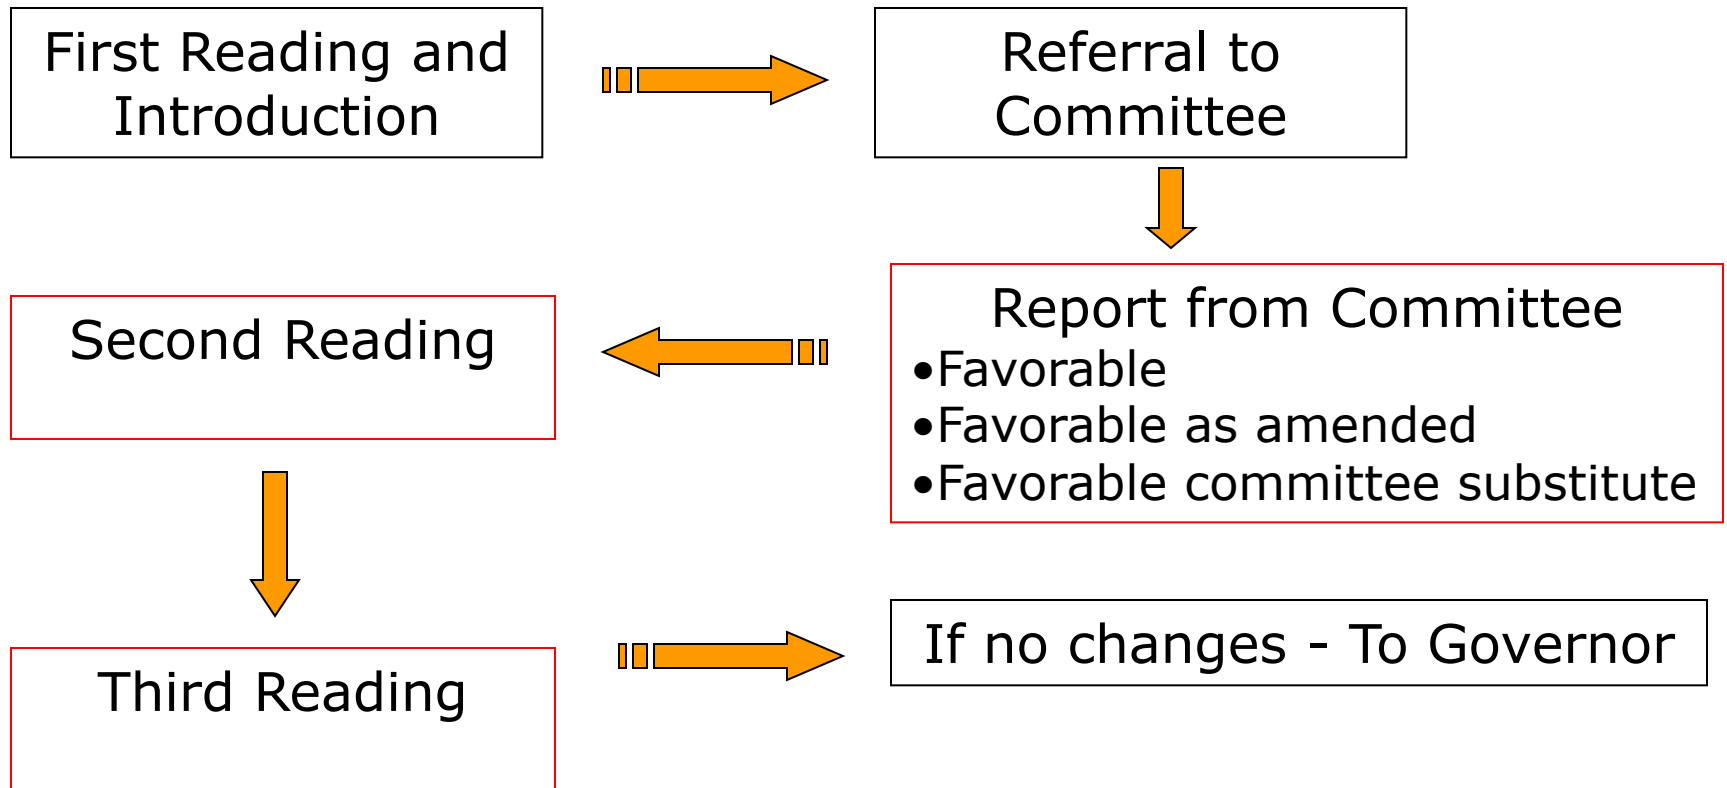 First Reading and
Introduction
Referral to
Committee
Report from Committee
•Favorable
•Favorable as amended
•Favorable committee substitute
Second Reading
Third Reading
If no changes - To Governor